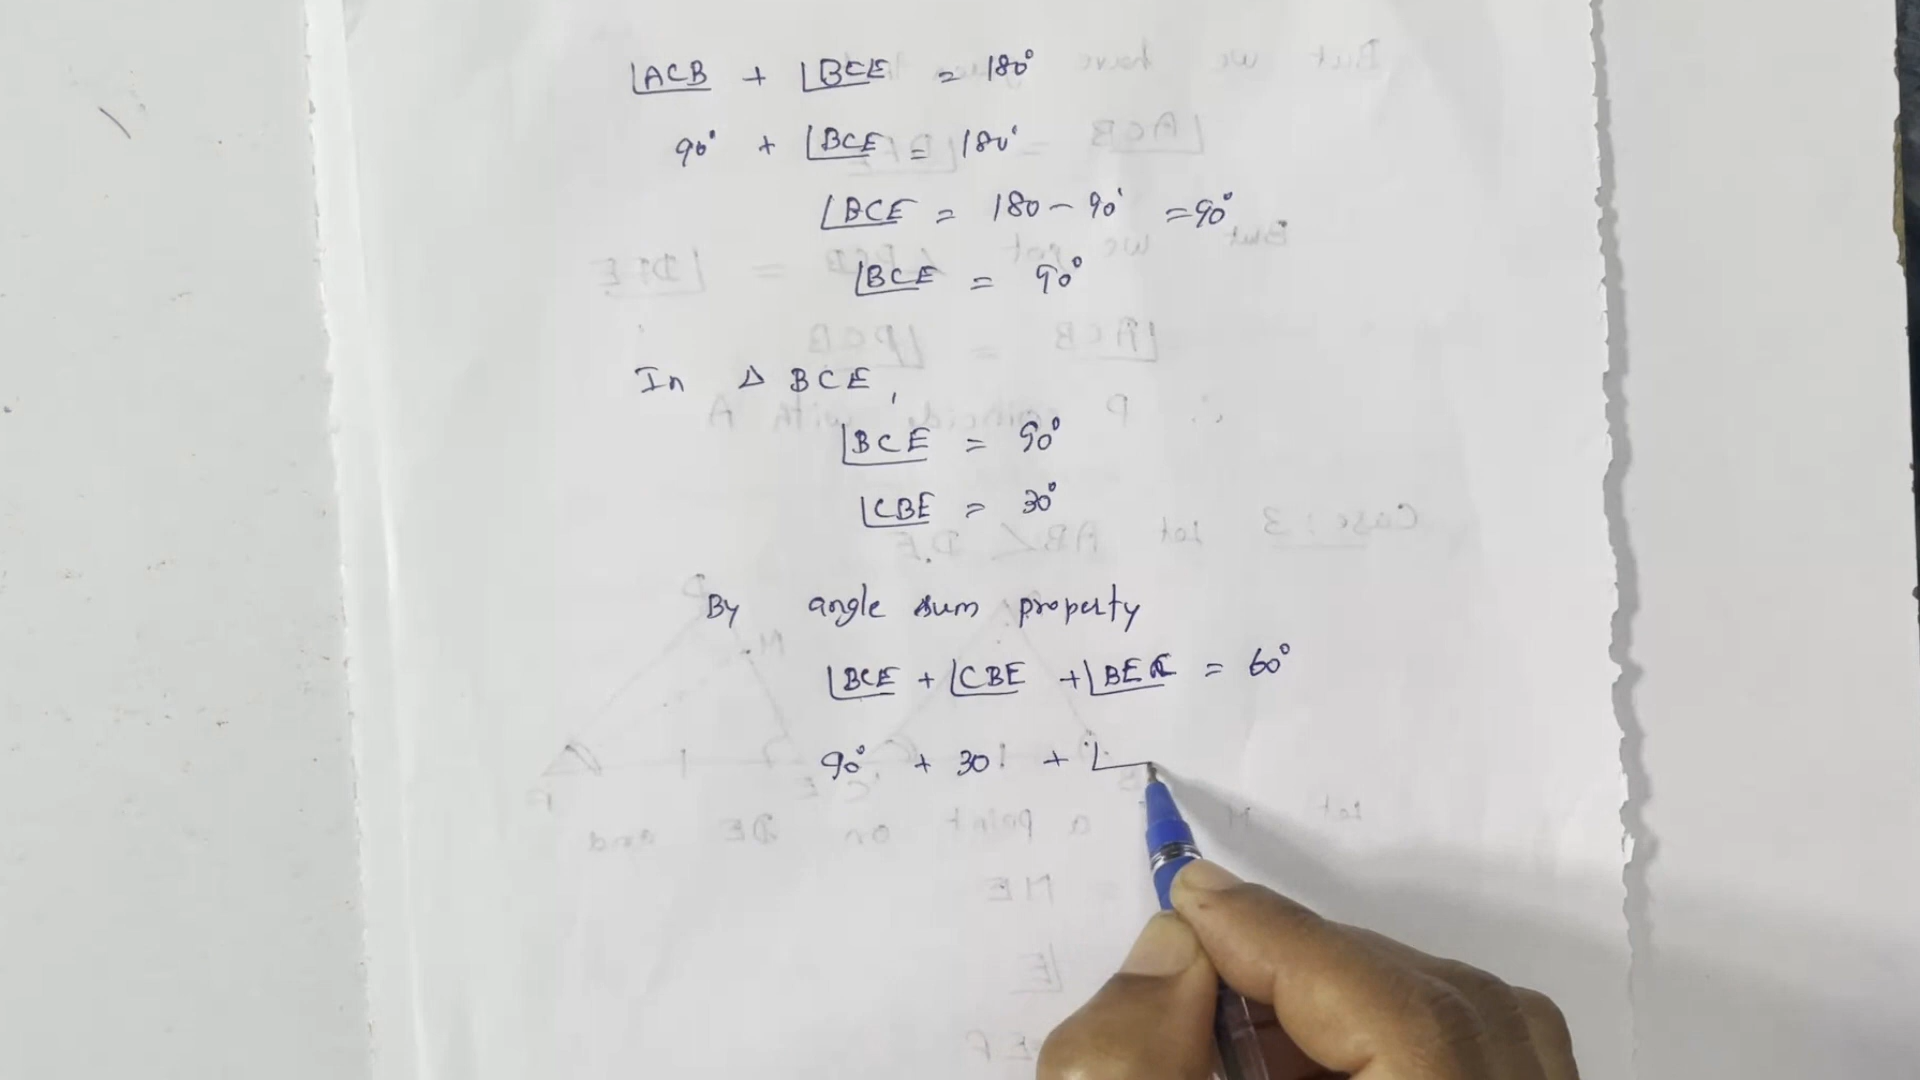 ∠ACB + ∠BCE = 180°
90° + ∠BCE = 180°
∠BCE = 180 - 90° = 90°
∠BCE = 90°
In △ BCE,
∠BCE = 90°
∠CBE = 30°
By angle sum property
∠BCE + ∠CBE + ∠BEC = 60°
90° + 30° + ∠